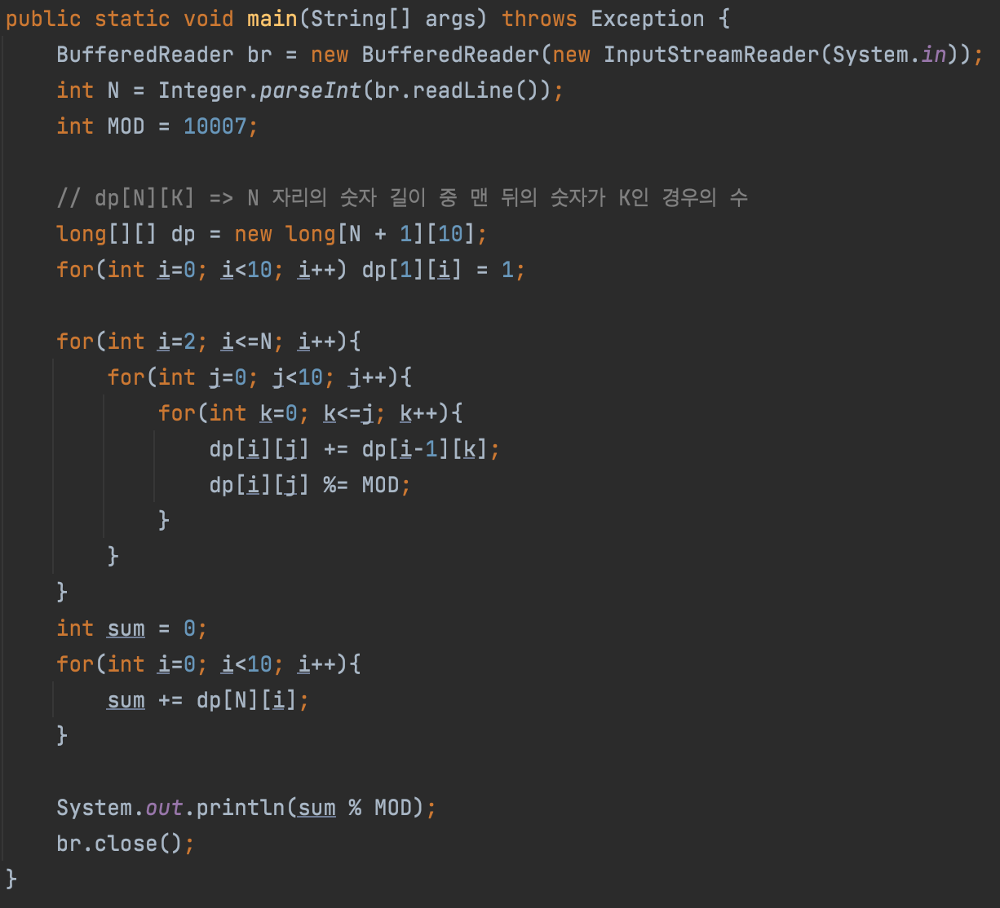 public static void main(String[] args) throws Exception {
    BufferedReader br = new BufferedReader(new InputStreamReader(System.in));
    int N = Integer.parseInt(br.readLine());
    int MOD = 10007;

    // dp[N][K] => N 자리의 숫자 길이 중 맨 뒤의 숫자가 K인 경우의 수
    long[][] dp = new long[N + 1][10];
    for(int i=0; i<10; i++) dp[1][i] = 1;

    for(int i=2; i<=N; i++){
        for(int j=0; j<10; j++){
            for(int k=0; k<=j; k++){
                dp[i][j] += dp[i-1][k];
                dp[i][j] %= MOD;
            }
        }
    }
    int sum = 0;
    for(int i=0; i<10; i++){
        sum += dp[N][i];
    }

    System.out.println(sum % MOD);
    br.close();
}